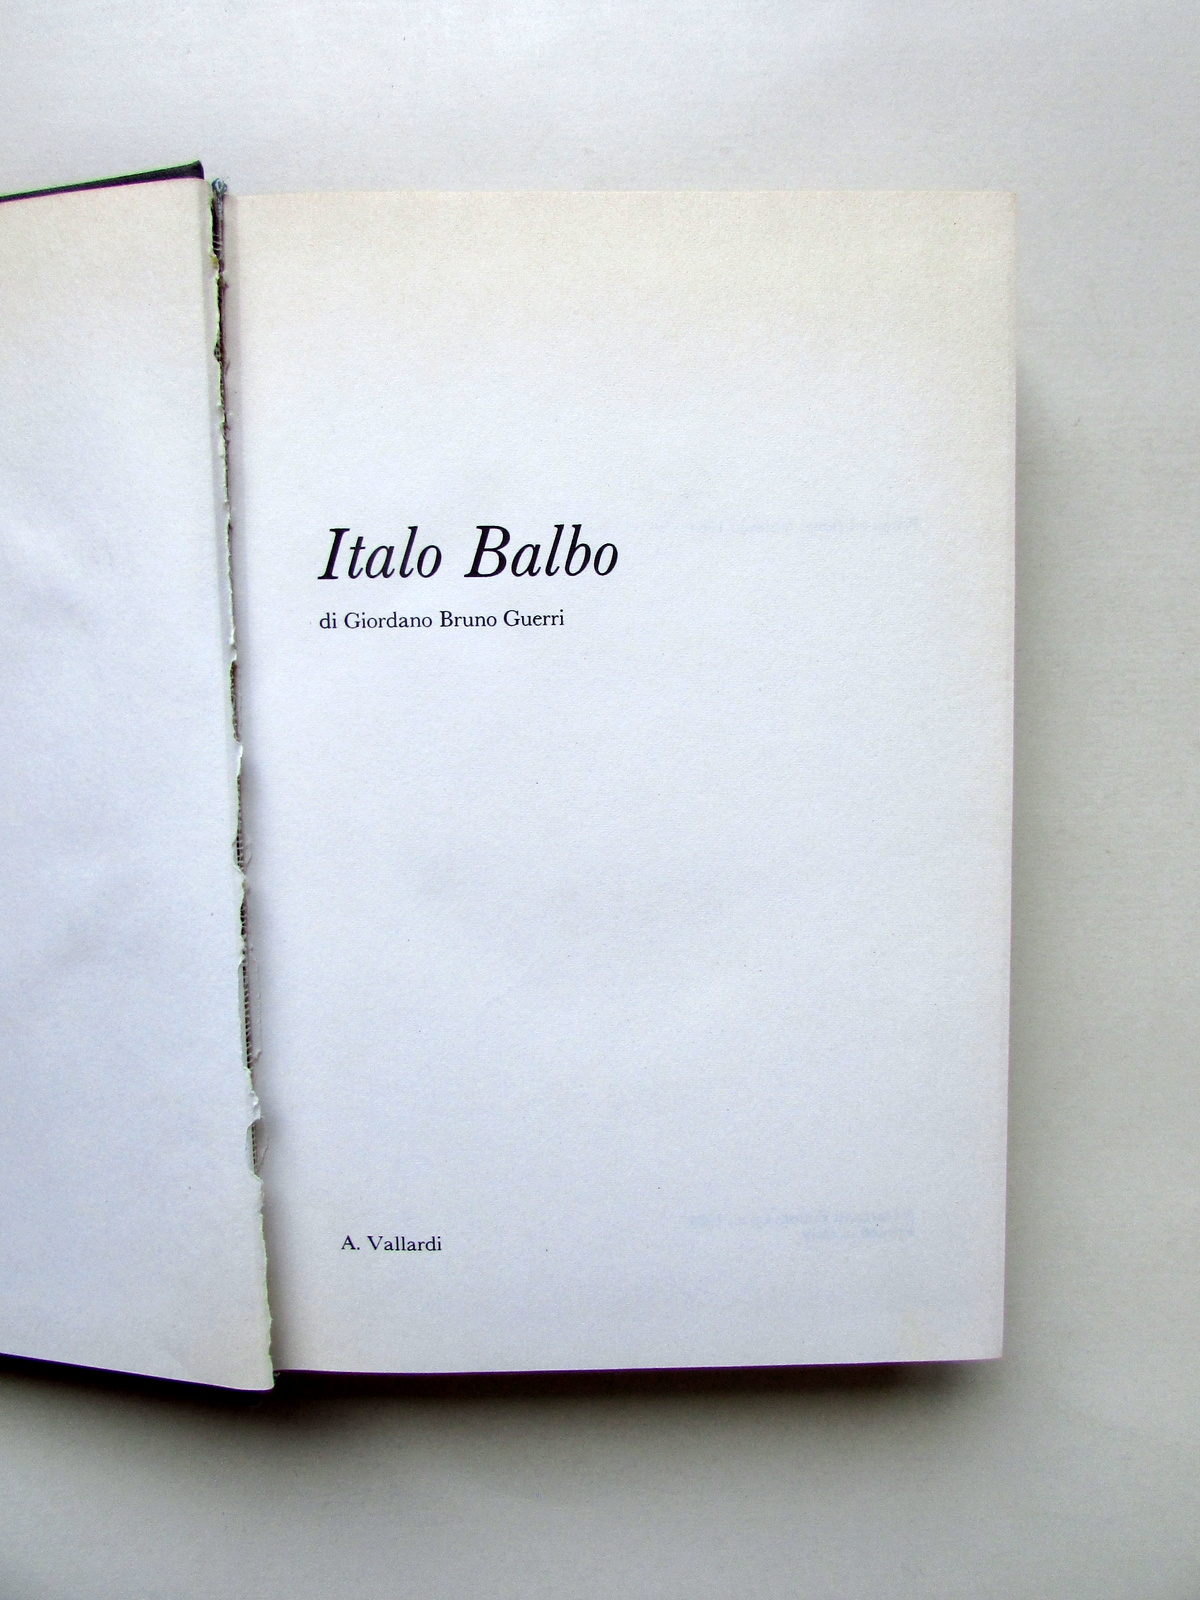 Italo Balbo
di Giordano Bruno Guerri
A. Vallardi